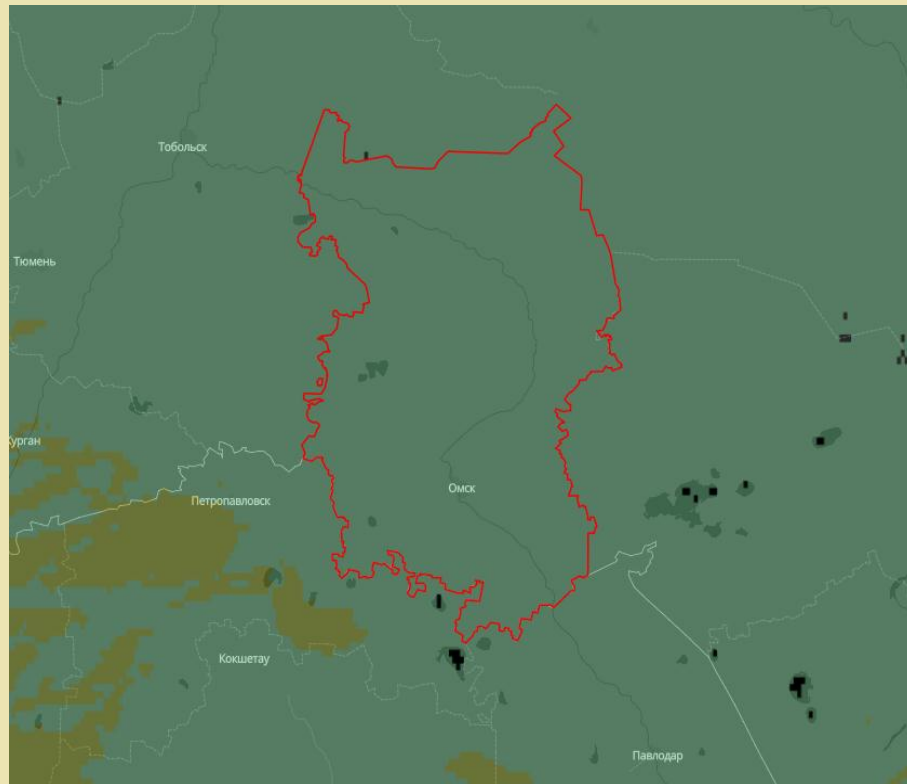 Тобольск
Тюмень
Курган
Петропавловск
Омск
Кокшетау
Павлодар